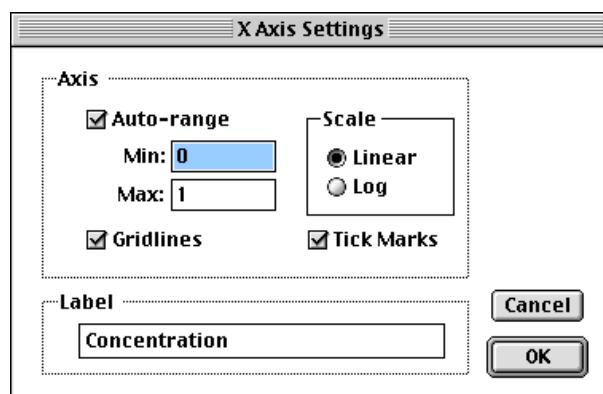 X Axis Settings
Axis
Auto-range
Scale
Min: 0
Linear
Max: 1
Log
Gridlines
Tick Marks
Label
Concentration
Cancel
OK